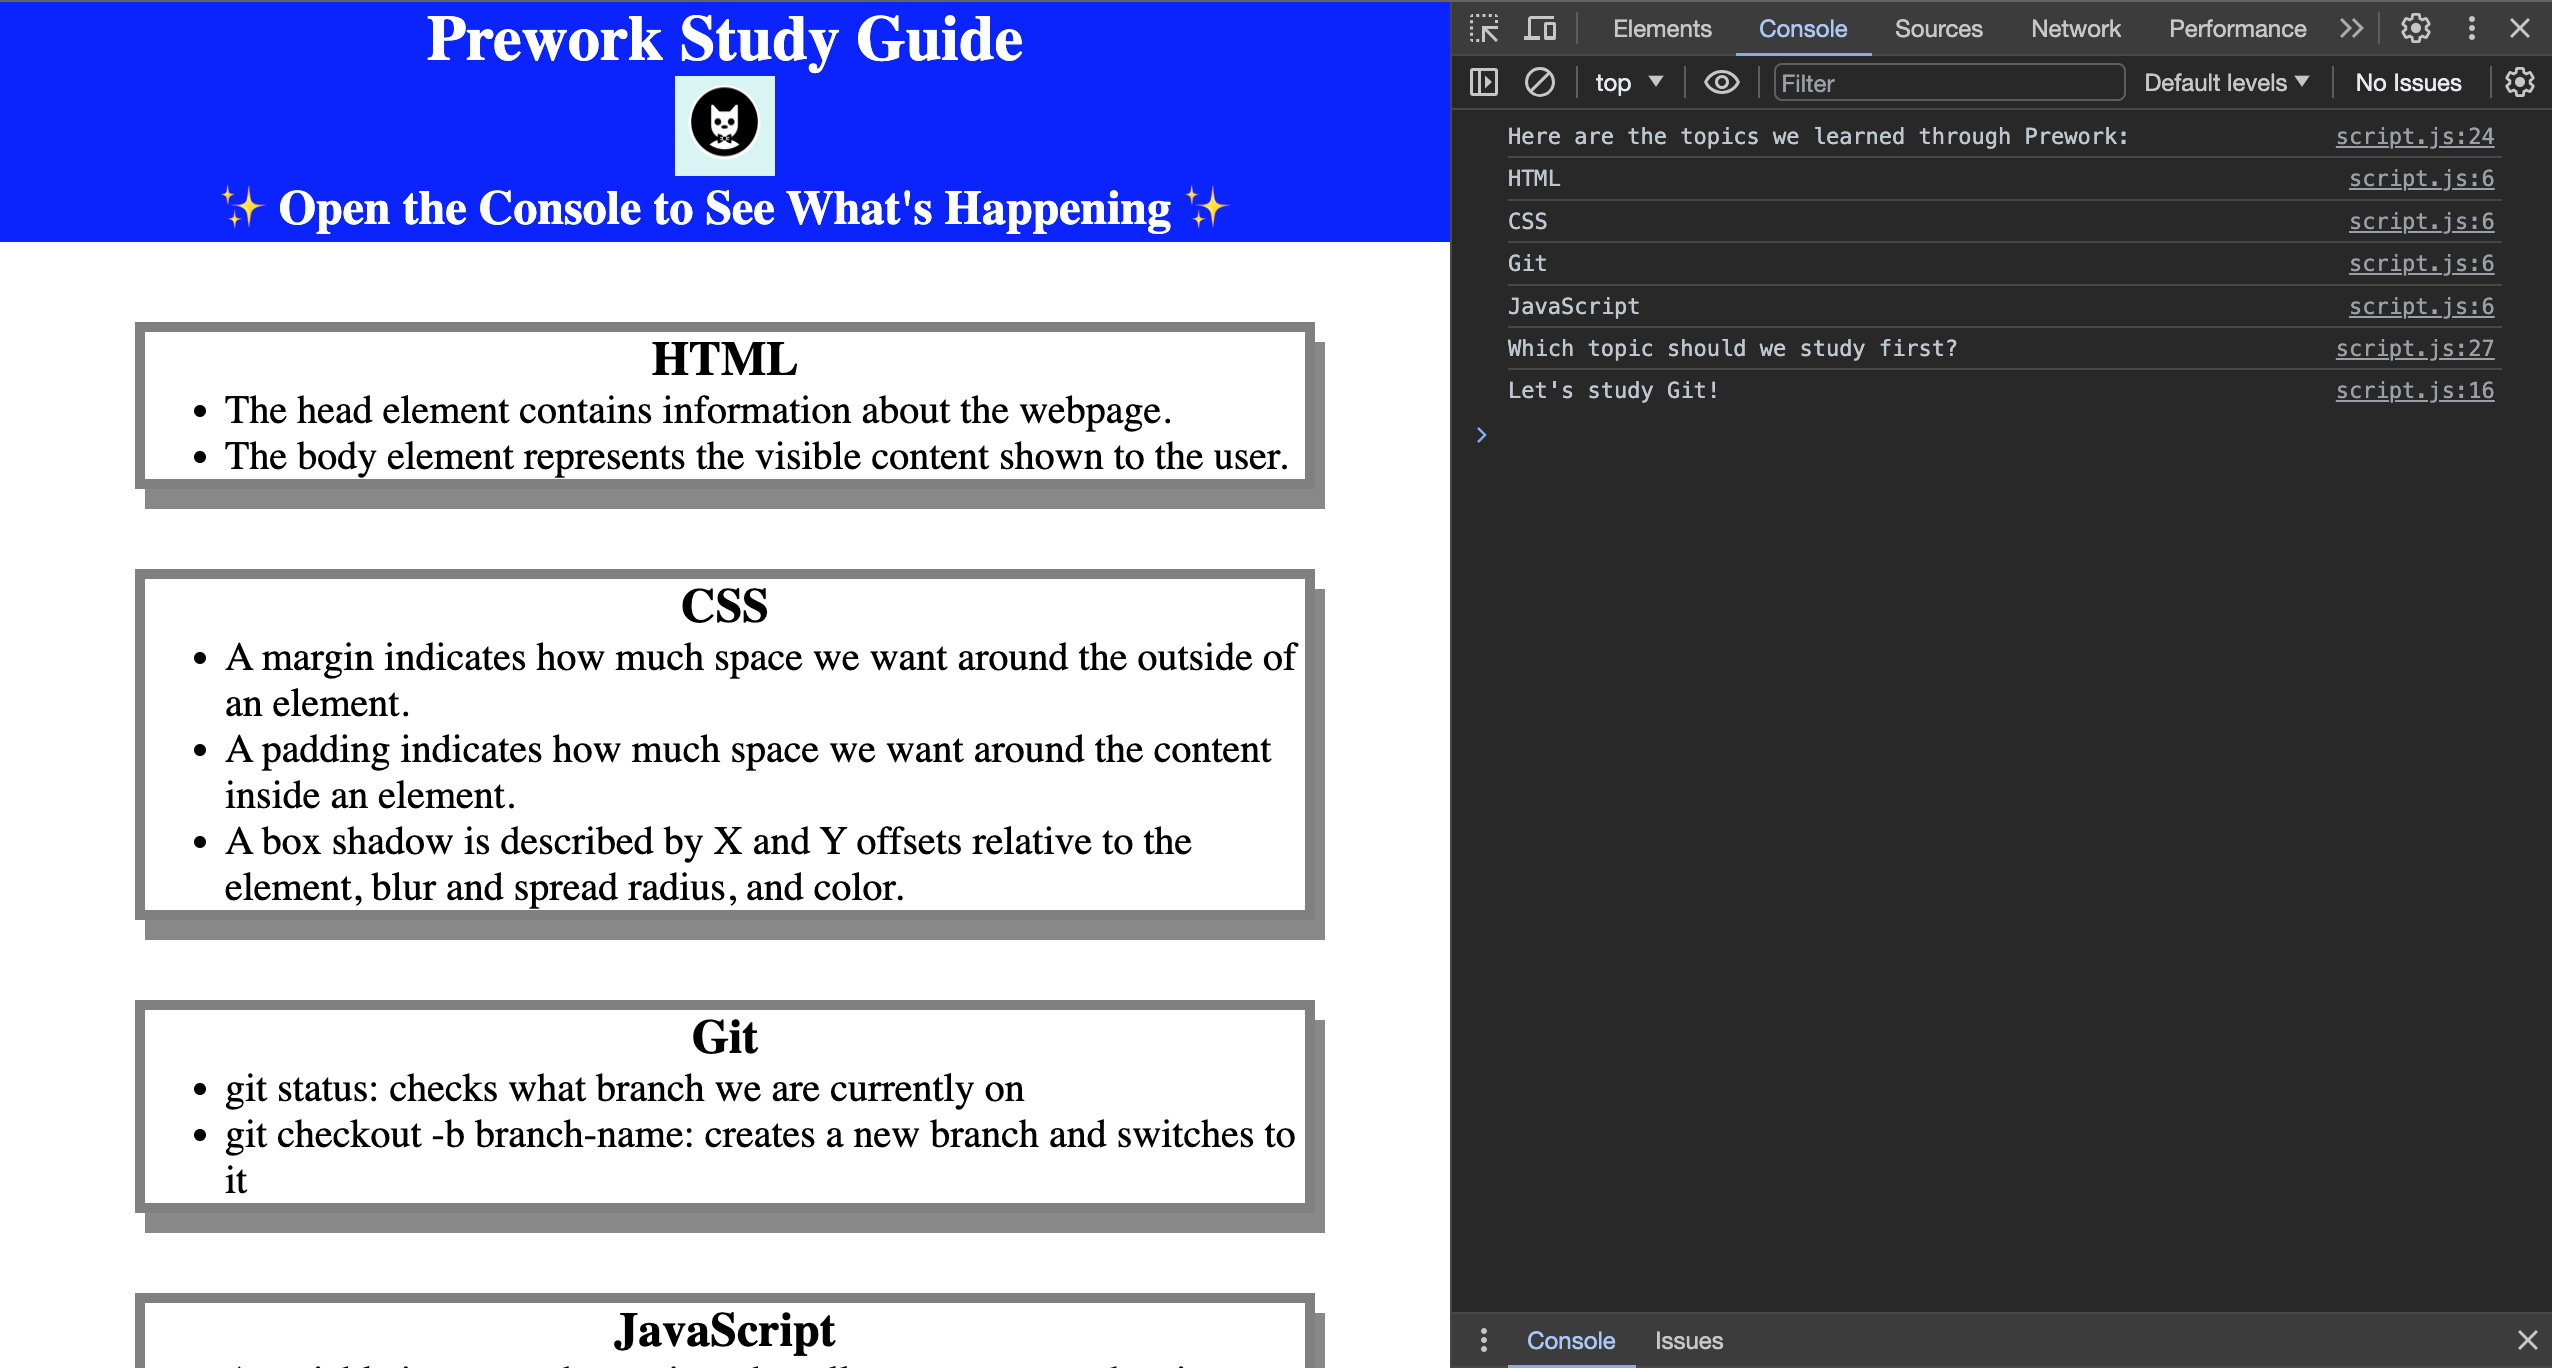 Prework Study Guide
✨ Open the Console to See What's Happening ✨
HTML
• The head element contains information about the webpage.
• The body element represents the visible content shown to the user.
CSS
• A margin indicates how much space we want around the outside of
an element.
• A padding indicates how much space we want around the content
inside an element.
• A box shadow is described by X and Y offsets relative to the
element, blur and spread radius, and color.
Git
• git status: checks what branch we are currently on
• git checkout -b branch-name: creates a new branch and switches to
it
JavaScript
Elements Console Sources Network Performance
top Filter Default levels No Issues
Here are the topics we learned through Prework: script.js:24
HTML script.js:6
CSS script.js:6
Git script.js:6
JavaScript script.js:6
Which topic should we study first? script.js:27
Let's study Git! script.js:16
Console Issues